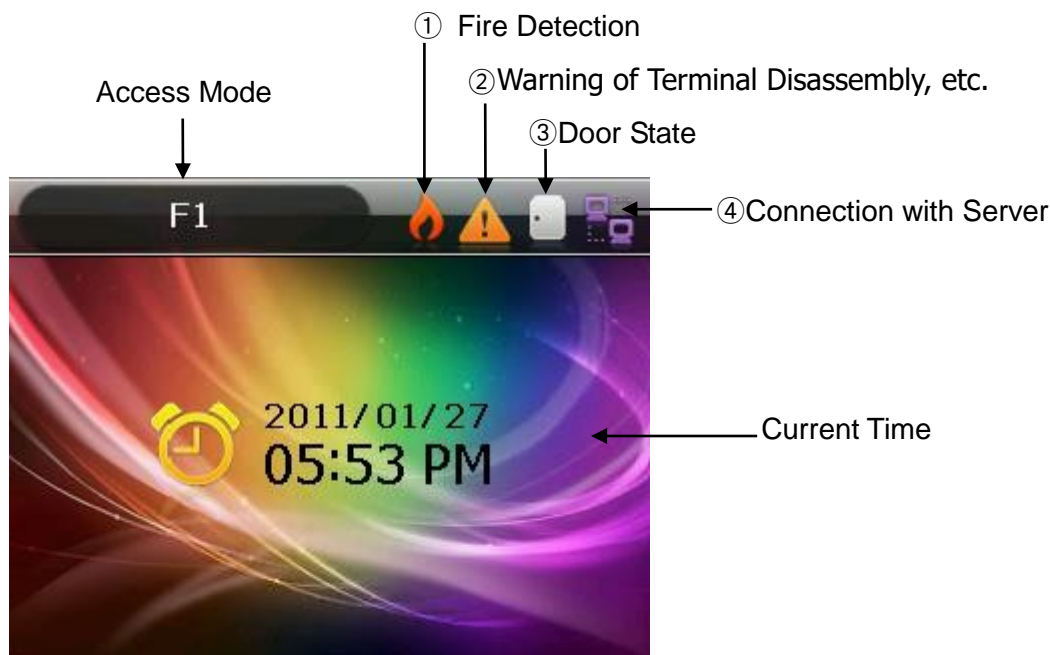 ① Fire Detection
②Warning of Terminal Disassembly, etc.
Access Mode
③Door State
F1
④Connection with Server
2011/01/27
05:53 PM
Current Time